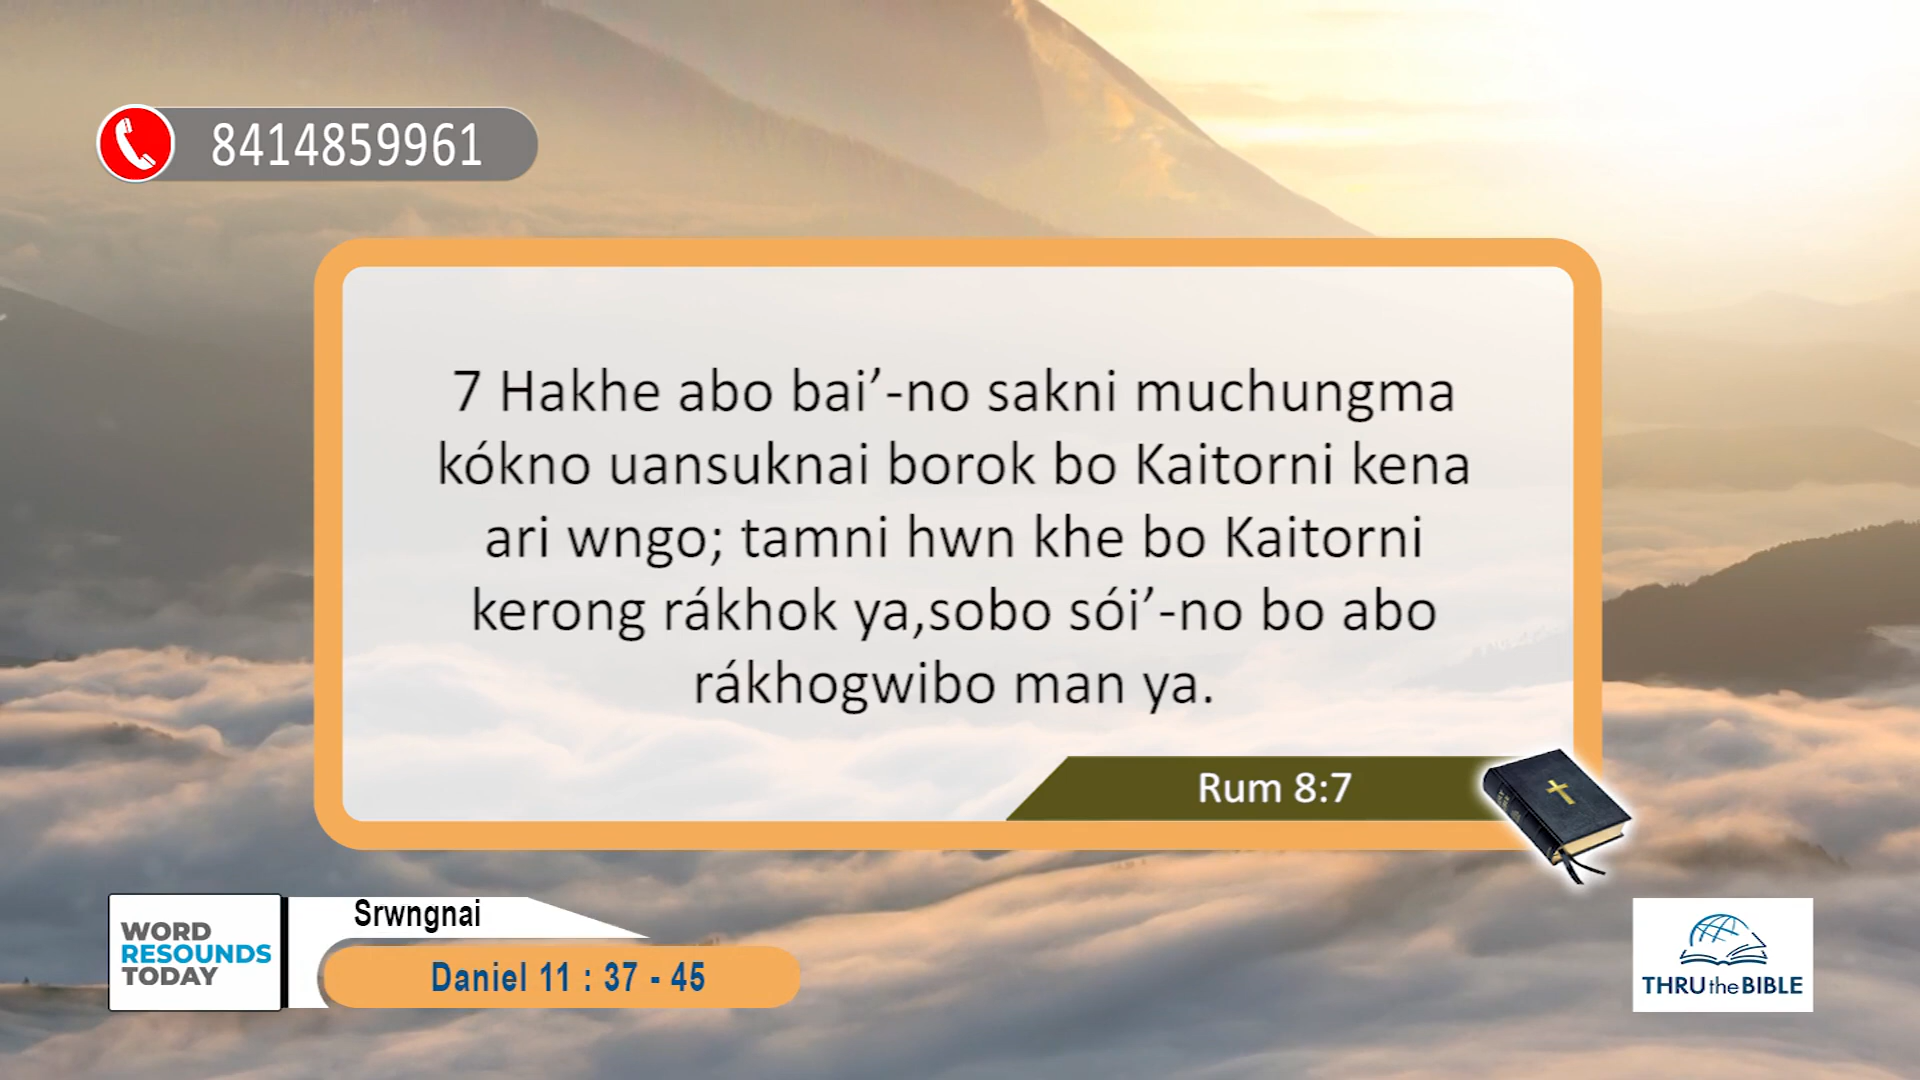 8414859961
7 Hakhe abo bai’-no sakni muchungma
kókno uansuknai borok bo Kaitorni kena
ari wngo; tamni hwn khe bo Kaitorni
kerong rákhok ya,sobo sói’-no bo abo
rákhogwibo man ya.
Rum 8:7
WORD
RESOUNDS
TODAY
Srwngnai
Daniel 11 : 37 - 45
THRU the BIBLE